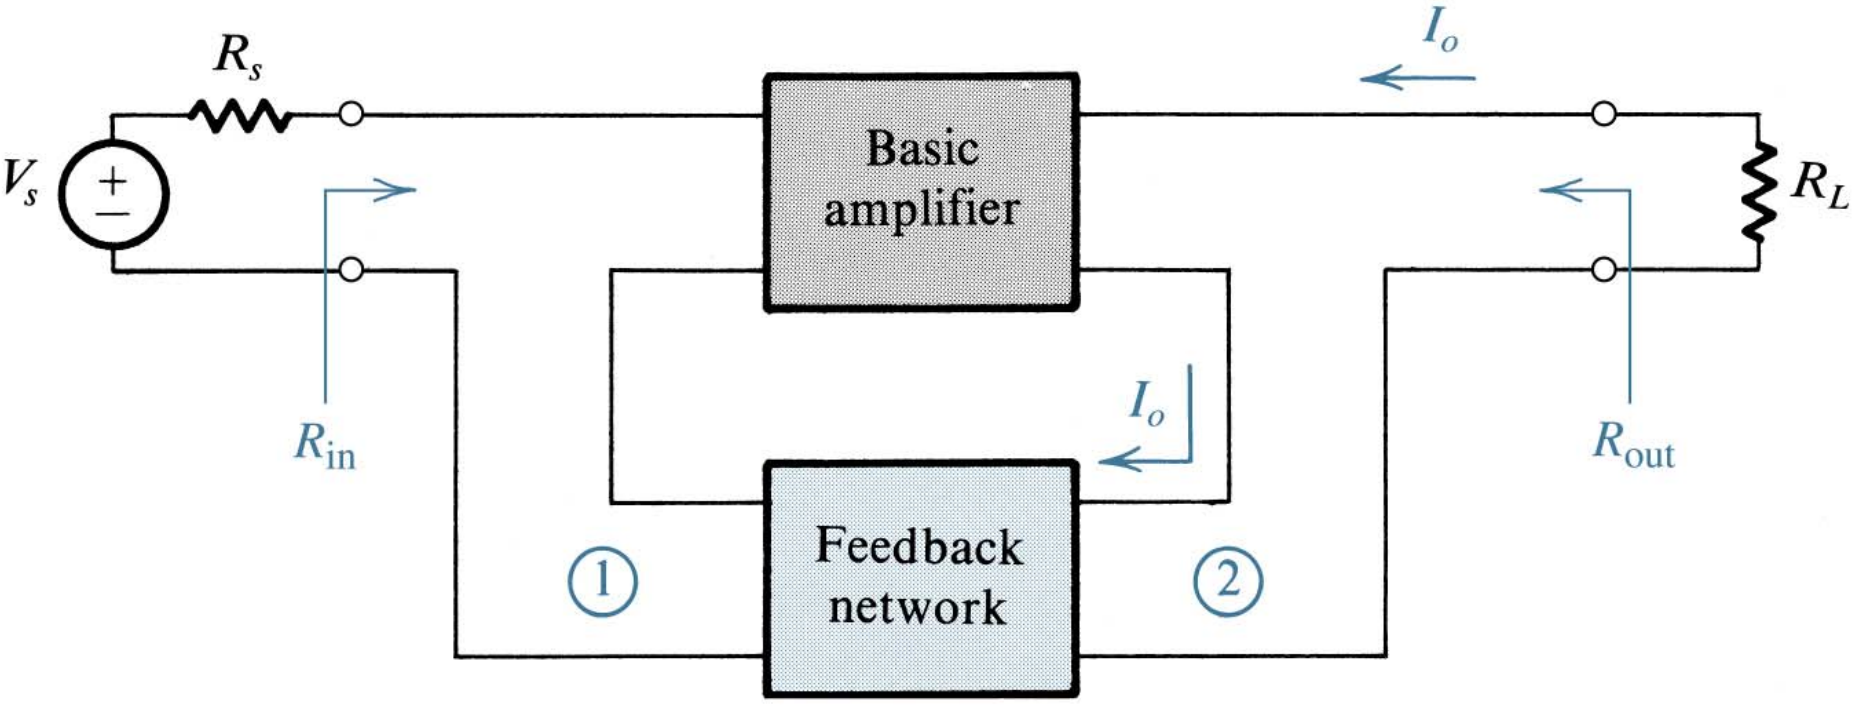 I_o
R_s
V_s
+
−
Basic
amplifier
R_L
R_in
I_o
R_out
Feedback
network
1
2